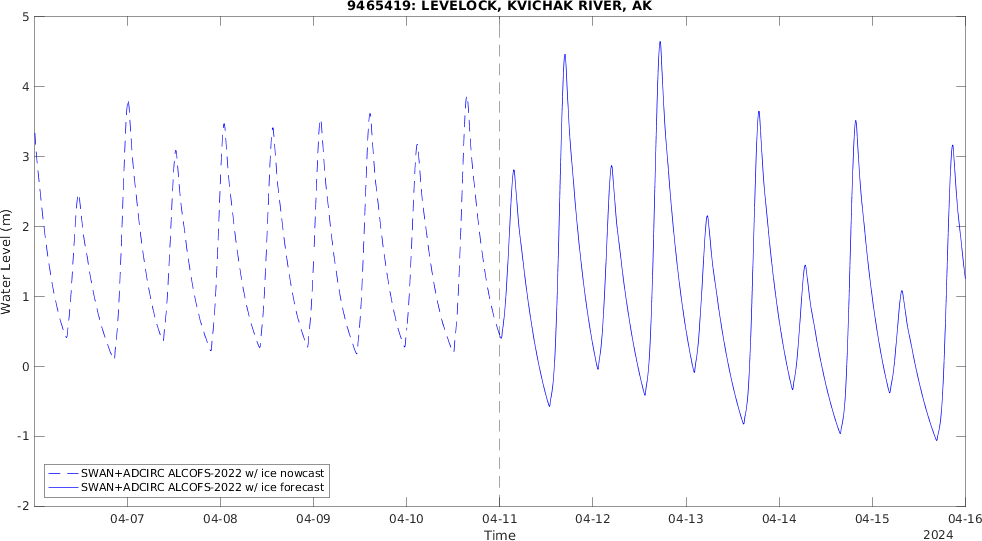 9465419: LEVELOCK, KVICHAK RIVER, AK
Water Level (m)
5
4
3
2
1
0
-1
-2
SWAN+ADCIRC ALCOFS-2022 w/ ice nowcast
SWAN+ADCIRC ALCOFS-2022 w/ ice forecast
04-07 04-08 04-09 04-10 04-11 04-12 04-13 04-14 04-15 04-16
Time
2024